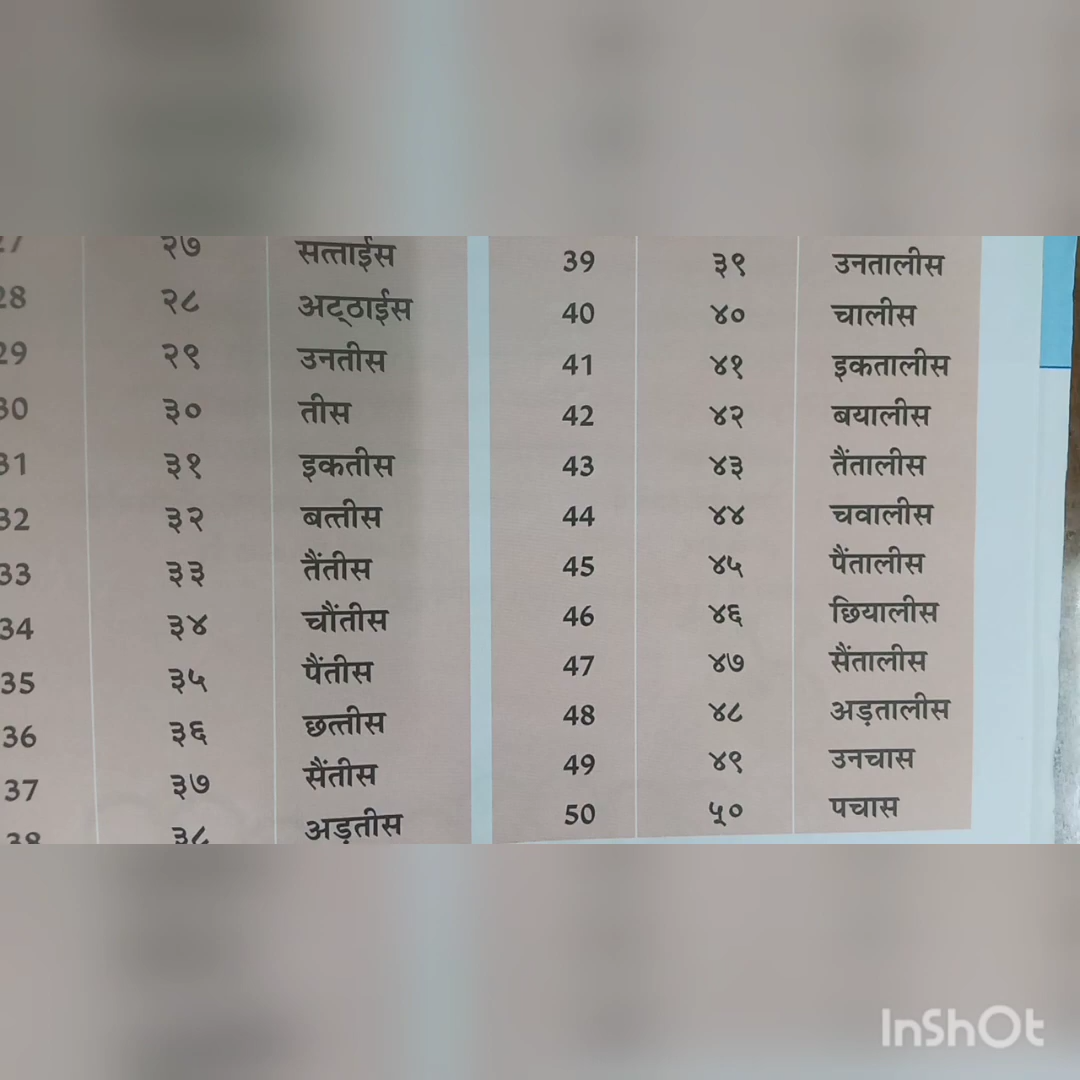 27 २७ सत्ताईस
28 २८ अट्ठाईस
29 २९ उनतीस
30 ३० तीस
31 ३१ इकतीस
32 ३२ बत्तीस
33 ३३ तैंतीस
34 ३४ चौंतीस
35 ३५ पैंतीस
36 ३६ छत्तीस
37 ३७ सैंतीस
38 ३८ अड़तीस
39 ३९ उनतालीस
40 ४० चालीस
41 ४१ इकतालीस
42 ४२ बयालीस
43 ४३ तैंतालीस
44 ४४ चवालीस
45 ४५ पैंतालीस
46 ४६ छियालीस
47 ४७ सैंतालीस
48 ४८ अड़तालीस
49 ४९ उनचास
50 ५० पचास
InShOt